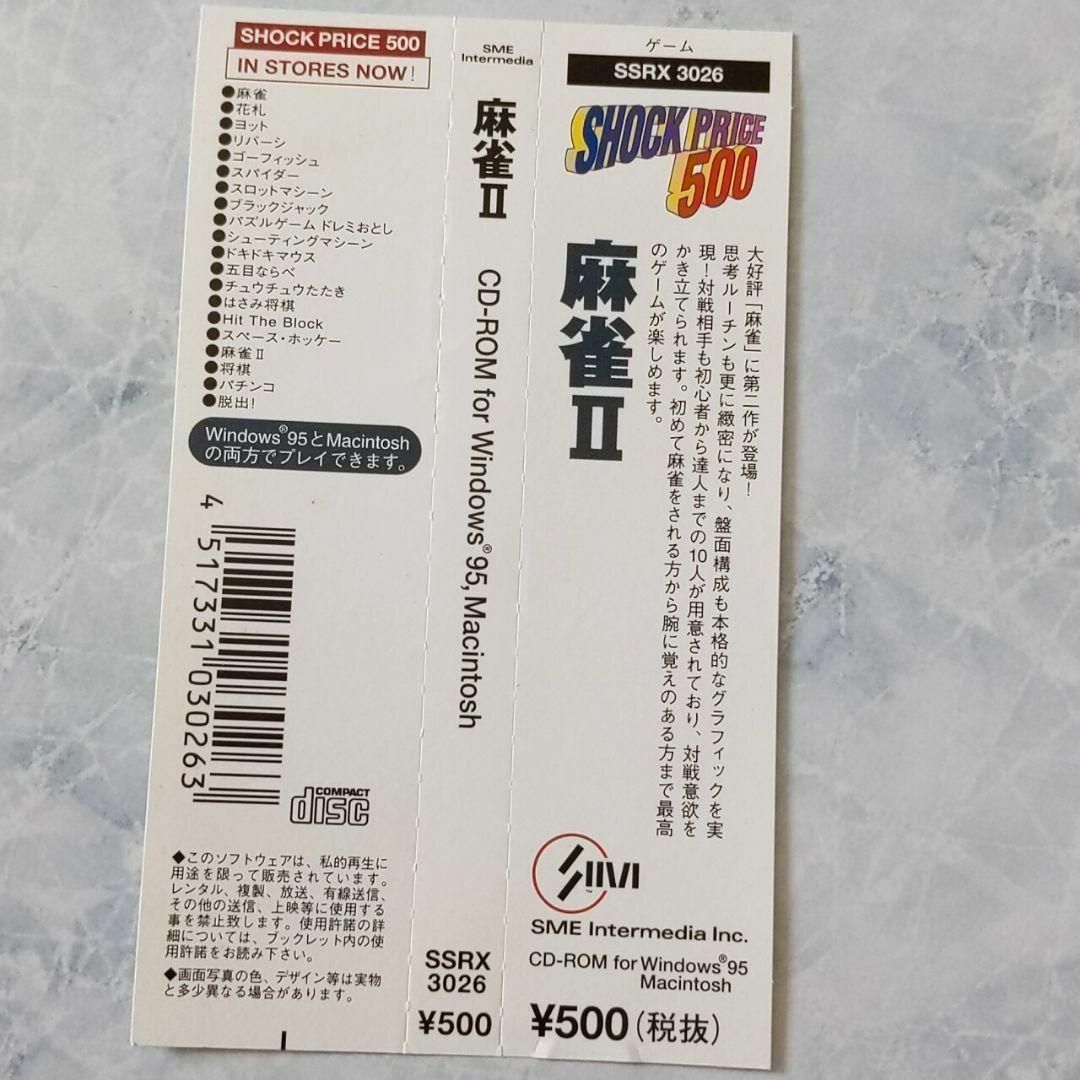 SHOCK PRICE 500
IN STORES NOW!
●麻雀
●花札
●ヨット
●リバーシ
●ゴーフィッシュ
●スパイダー
●スロットマシーン
●ブラックジャック
●パズルゲーム ドレミおとし
●シューティングマシーン
●ドキドキマウス
●五目ならべ
●チュウチュウたたき
●はさみ将棋
●Hit The Block
●スペース・ホッケー
●麻雀Ⅱ
●将棋
●パチンコ
●脱出!
Windows®95とMacintosh
の両方でプレイできます。
4 517331 030263
COMPACT
disc
◆このソフトウェアは、私的再生に
用途を限って販売されています。
レンタル、複製、放送、有線送信、
その他の送信、上映等に使用する
事を禁止致します。使用許諾の詳
細については、ブックレット内の使
用許諾をお読み下さい。
◆画面写真の色、デザイン等は実物
と多少異なる場合があります。
SME
Intermedia
麻雀Ⅱ
CD-ROM for Windows®95, Macintosh
SSRX
3026
¥500
ゲーム
SSRX 3026
SHOCK PRICE
500
麻雀Ⅱ
大好評「麻雀」に第二作が登場!
思考ルーチンも更に緻密になり、盤面構成も本格的なグラフィックを実
現!対戦相手も初心者から達人までの10人が用意されており、対戦意欲を
かき立てられます。初めて麻雀をされる方から腕に覚えのある方まで最高
のゲームが楽しめます。
TM
SME Intermedia Inc.
CD-ROM for Windows®95
Macintosh
¥500(税抜)